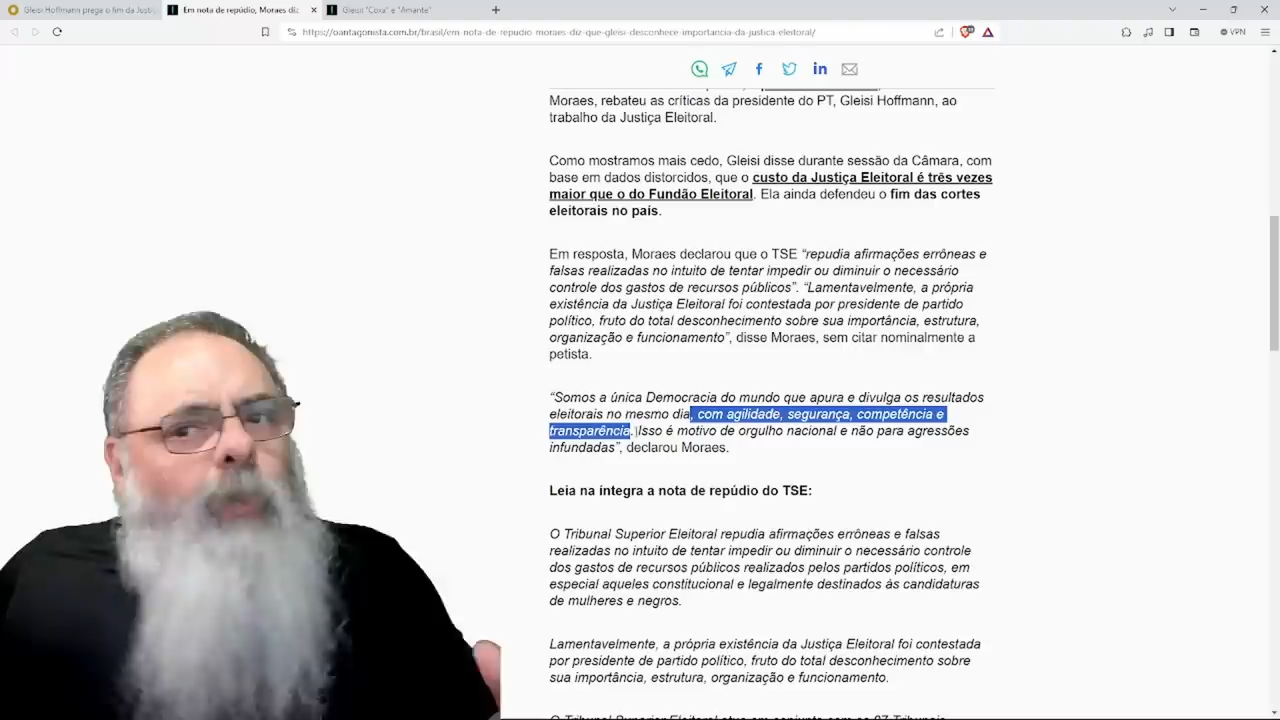 Gleisi Hoffmann prega o fim da Justiç
Em nota de repúdio, Moraes diz
Gleisi "Coxa" e "Amante"
https://oantagonista.com.br/brasil/em-nota-de-repudio-moraes-diz-que-gleisi-desconhece-importancia-da-justica-eleitoral/
VPN
Moraes, rebateu as críticas da presidente do PT, Gleisi Hoffmann, ao
trabalho da Justiça Eleitoral.
Como mostramos mais cedo, Gleisi disse durante sessão da Câmara, com
base em dados distorcidos, que o custo da Justiça Eleitoral é três vezes
maior que o do Fundão Eleitoral. Ela ainda defendeu o fim das cortes
eleitorais no país.
Em resposta, Moraes declarou que o TSE “repudia afirmações errôneas e
falsas realizadas no intuito de tentar impedir ou diminuir o necessário
controle dos gastos de recursos públicos”. “Lamentavelmente, a própria
existência da Justiça Eleitoral foi contestada por presidente de partido
político, fruto do total desconhecimento sobre sua importância, estrutura,
organização e funcionamento”, disse Moraes, sem citar nominalmente a
petista.
“Somos a única Democracia do mundo que apura e divulga os resultados
eleitorais no mesmo dia, com agilidade, segurança, competência e
transparência. Isso é motivo de orgulho nacional e não para agressões
infundadas”, declarou Moraes.
Leia na íntegra a nota de repúdio do TSE:
O Tribunal Superior Eleitoral repudia afirmações errôneas e falsas
realizadas no intuito de tentar impedir ou diminuir o necessário controle
dos gastos de recursos públicos realizados pelos partidos políticos, em
especial aqueles constitucional e legalmente destinados às candidaturas
de mulheres e negros.
Lamentavelmente, a própria existência da Justiça Eleitoral foi contestada
por presidente de partido político, fruto do total desconhecimento sobre
sua importância, estrutura, organização e funcionamento.